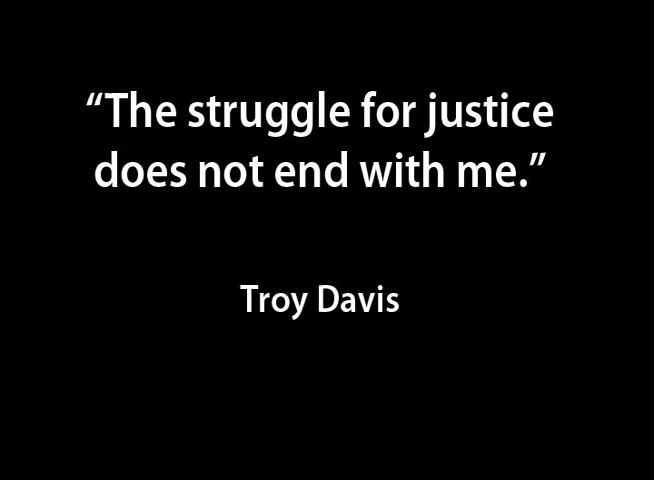 “The struggle for justice
does not end with me.”
Troy Davis